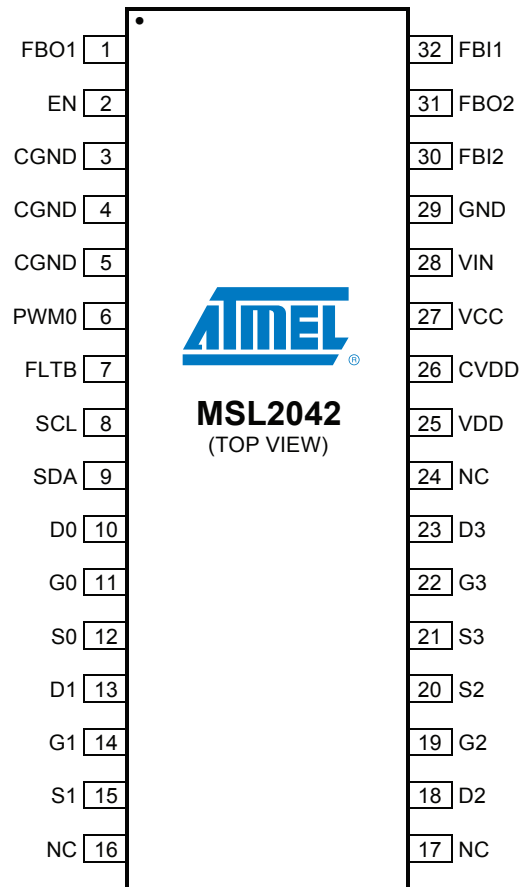 FBO1 1 32 FBI1
EN 2 31 FBO2
CGND 3 30 FBI2
CGND 4 29 GND
CGND 5 28 VIN
PWM0 6 27 VCC
ATMEL ®
FLTB 7 26 CVDD
MSL2042
SCL 8 25 VDD
(TOP VIEW)
SDA 9 24 NC
D0 10 23 D3
G0 11 22 G3
S0 12 21 S3
D1 13 20 S2
G1 14 19 G2
S1 15 18 D2
NC 16 17 NC